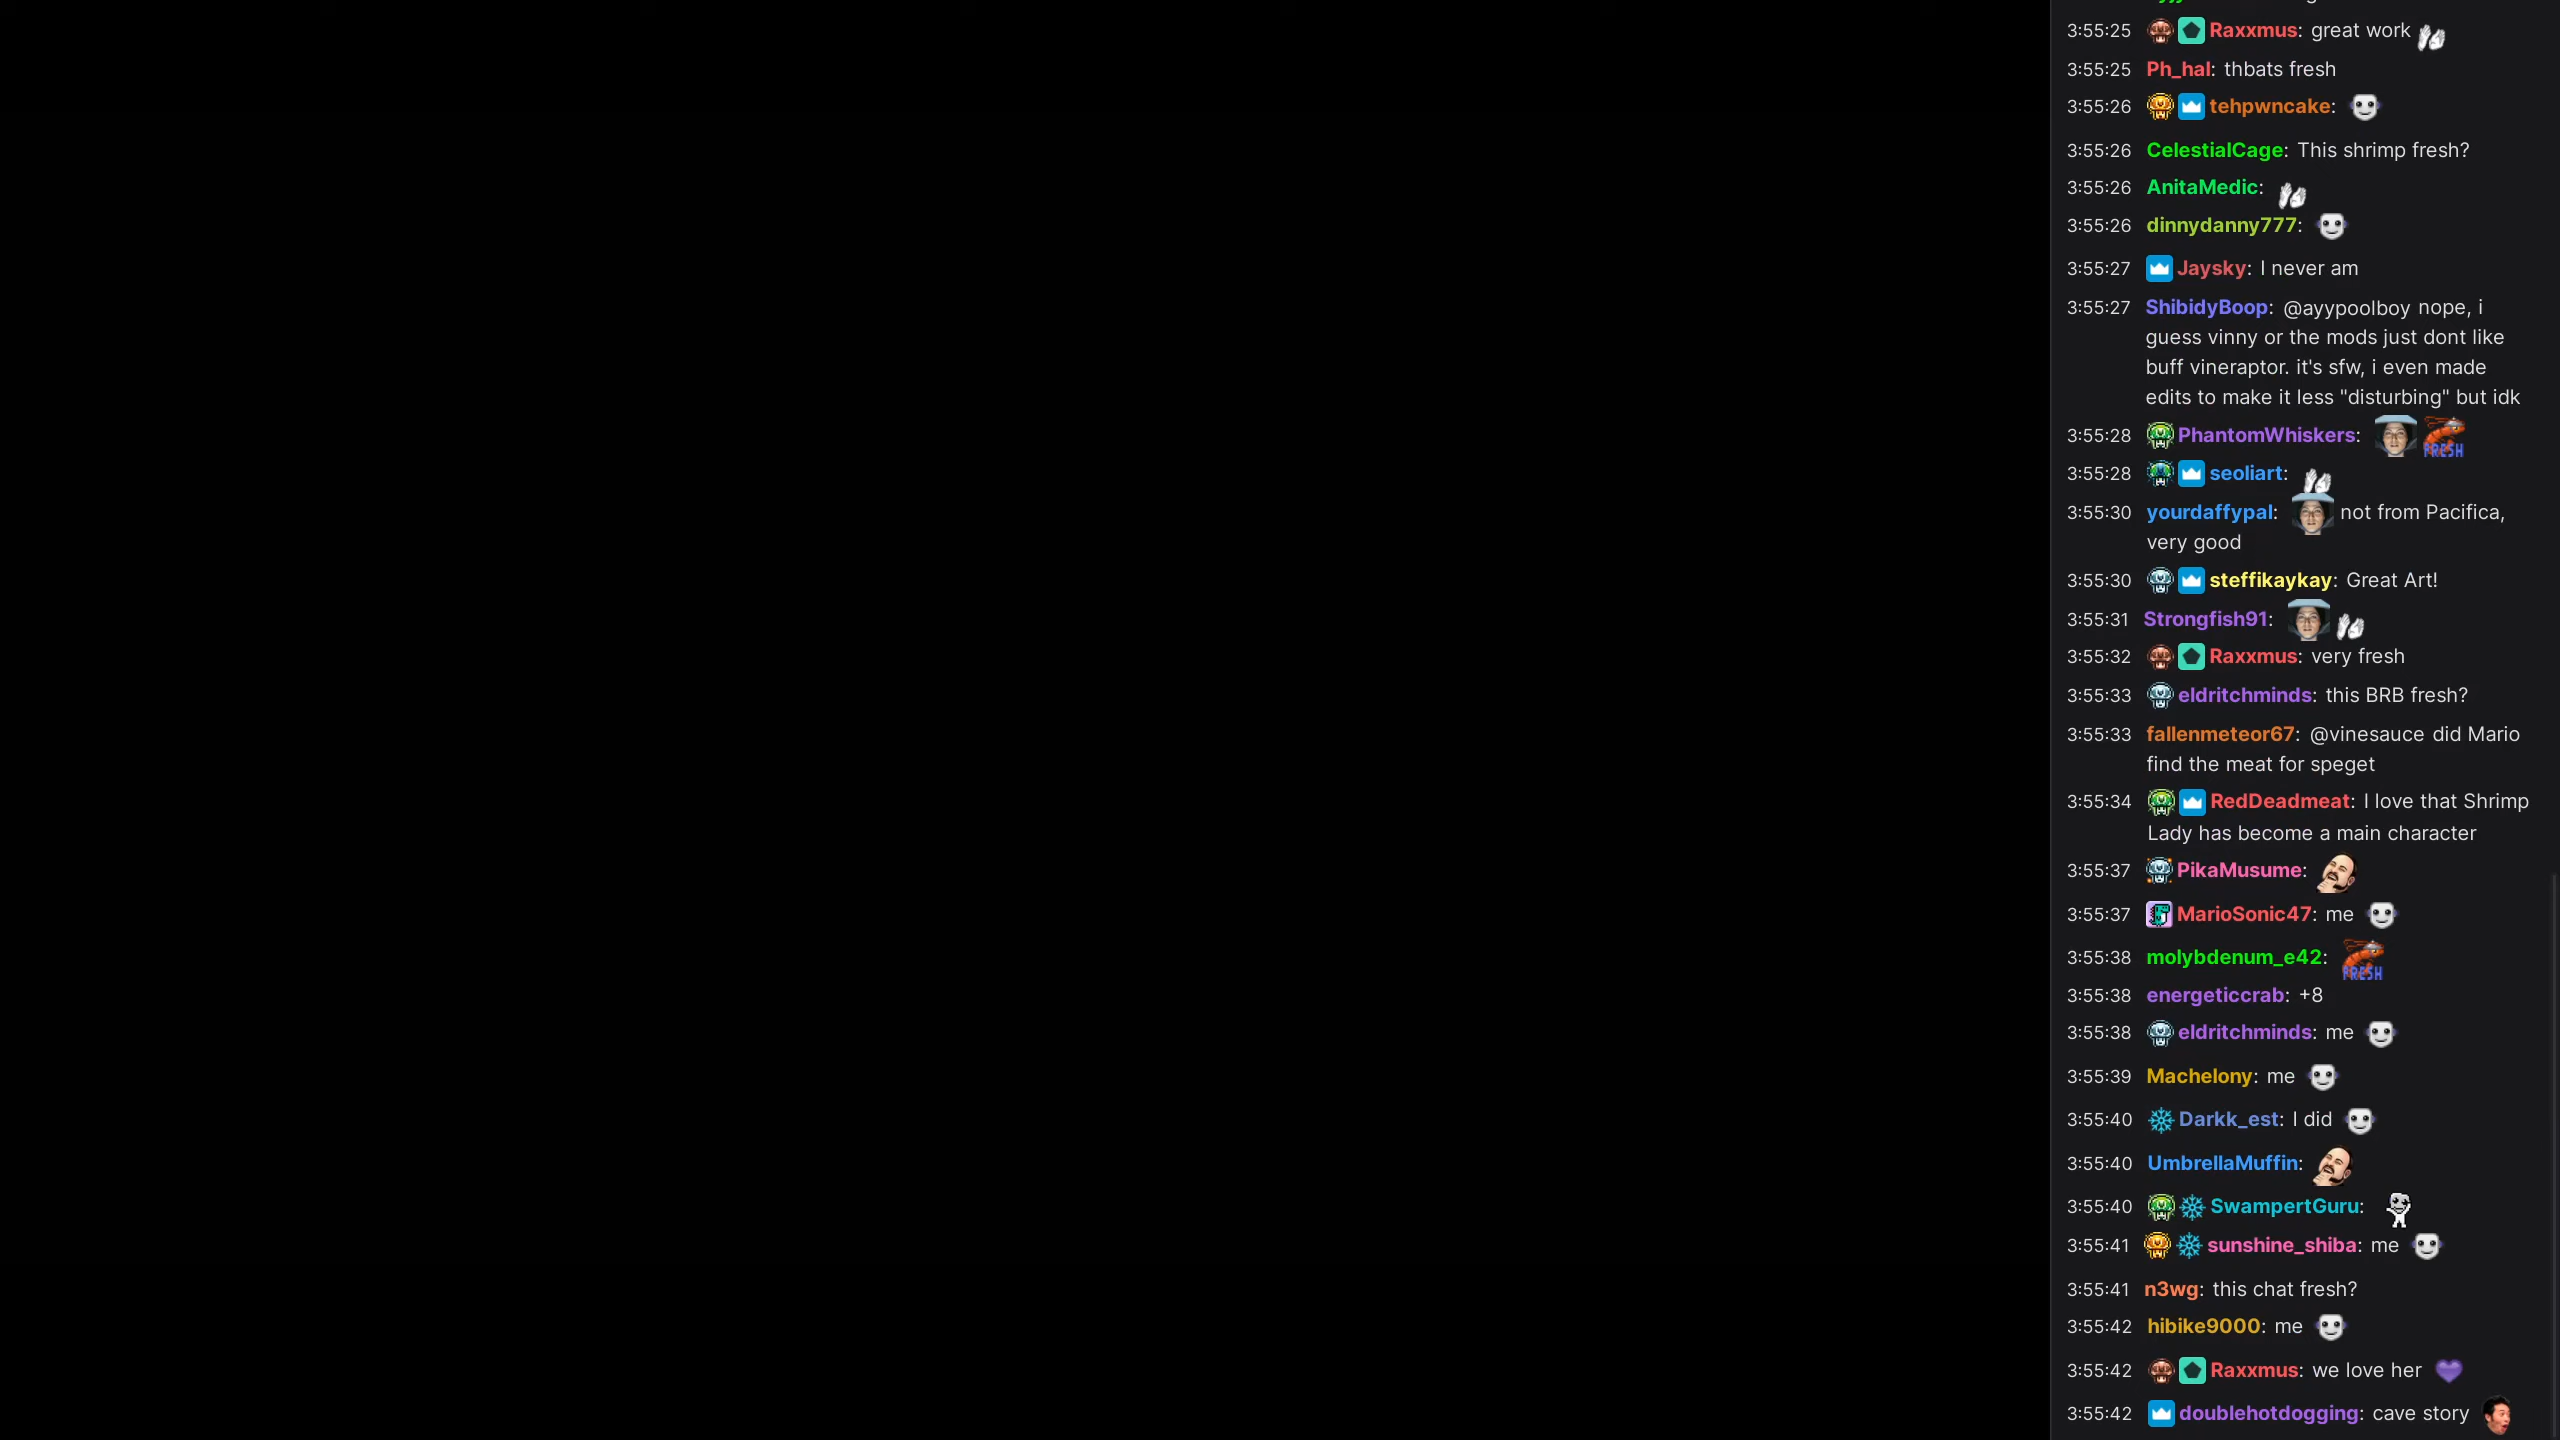 3:55:25 Raxxmus: great work
3:55:25 Ph_hal: thbats fresh
3:55:26 tehpwncake:
3:55:26 CelestialCage: This shrimp fresh?
3:55:26 AnitaMedic:
3:55:26 dinnydanny777:
3:55:27 Jaysky: I never am
3:55:27 ShibidyBoop: @ayypoolboy nope, i
guess vinny or the mods just dont like
buff vineraptor. it's sfw, i even made
edits to make it less "disturbing" but idk
3:55:28 PhantomWhiskers: FRESH
3:55:28 seoliart:
3:55:30 yourdaffypal: not from Pacifica,
very good
3:55:30 steffikaykay: Great Art!
3:55:31 Strongfish91:
3:55:32 Raxxmus: very fresh
3:55:33 eldritchminds: this BRB fresh?
3:55:33 fallenmeteor67: @vinesauce did Mario
find the meat for speget
3:55:34 RedDeadmeat: I love that Shrimp
Lady has become a main character
3:55:37 PikaMusume:
3:55:37 MarioSonic47: me
3:55:38 molybdenum_e42: FRESH
3:55:38 energeticcrab: +8
3:55:38 eldritchminds: me
3:55:39 Machelony: me
3:55:40 Darkk_est: I did
3:55:40 UmbrellaMuffin:
3:55:40 SwampertGuru:
3:55:41 sunshine_shiba: me
3:55:41 n3wg: this chat fresh?
3:55:42 hibike9000: me
3:55:42 Raxxmus: we love her
3:55:42 doublehotdogging: cave story